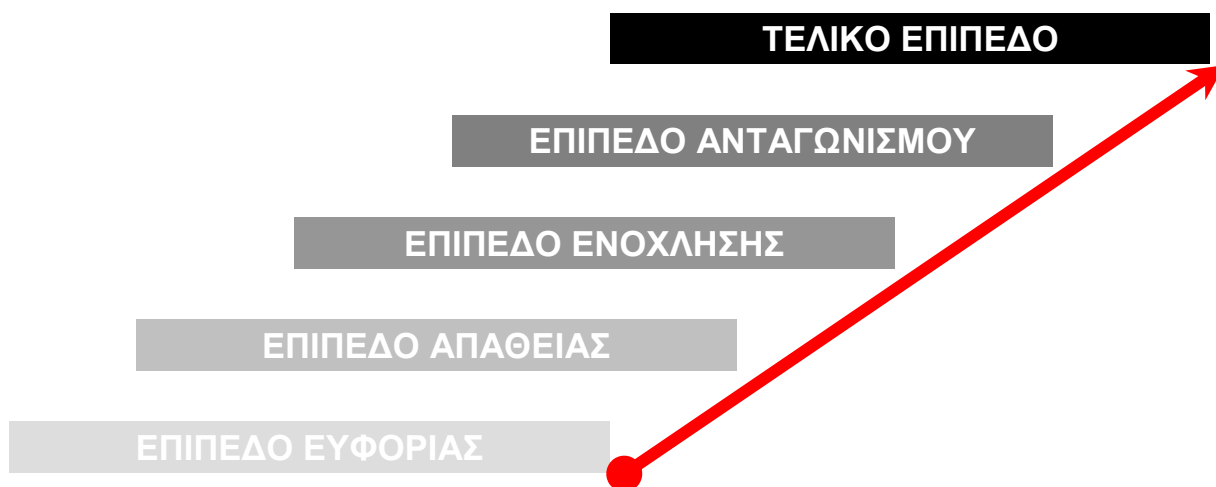 ΤΕΛΙΚΟ ΕΠΙΠΕΔΟ
ΕΠΙΠΕΔΟ ΑΝΤΑΓΩΝΙΣΜΟΥ
ΕΠΙΠΕΔΟ ΕΝΟΧΛΗΣΗΣ
ΕΠΙΠΕΔΟ ΑΠΑΘΕΙΑΣ
ΕΠΙΠΕΔΟ ΕΥΦΟΡΙΑΣ